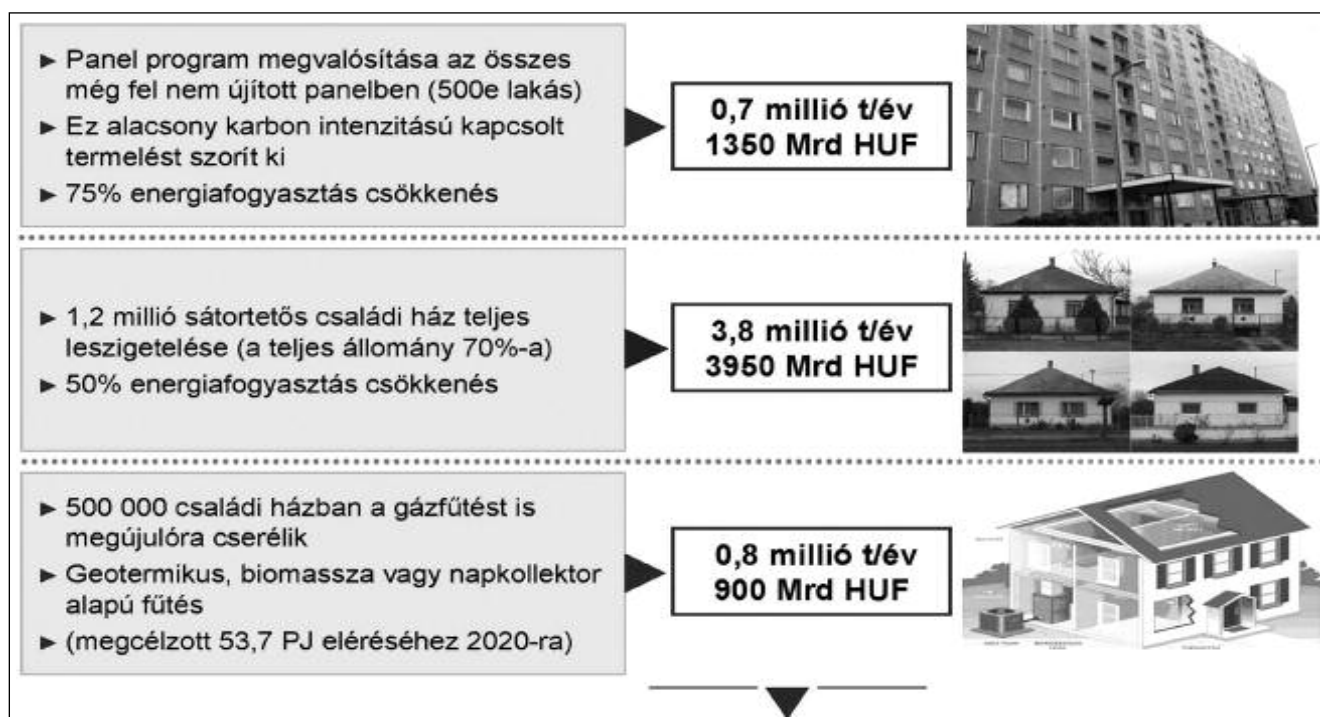 ► Panel program megvalósítása az összes
még fel nem újított panelben (500e lakás)
► Ez alacsony karbon intenzitású kapcsolt
termelést szorít ki
► 75% energiafogyasztás csökkenés
0,7 millió t/év
1350 Mrd HUF
► 1,2 millió sátortetős családi ház teljes
leszigetelése (a teljes állomány 70%-a)
► 50% energiafogyasztás csökkenés
3,8 millió t/év
3950 Mrd HUF
► 500 000 családi házban a gázfűtést is
megújulóra cserélik
► Geotermikus, biomassza vagy napkollektor
alapú fűtés
► (megcélzott 53,7 PJ eléréséhez 2020-ra)
0,8 millió t/év
900 Mrd HUF